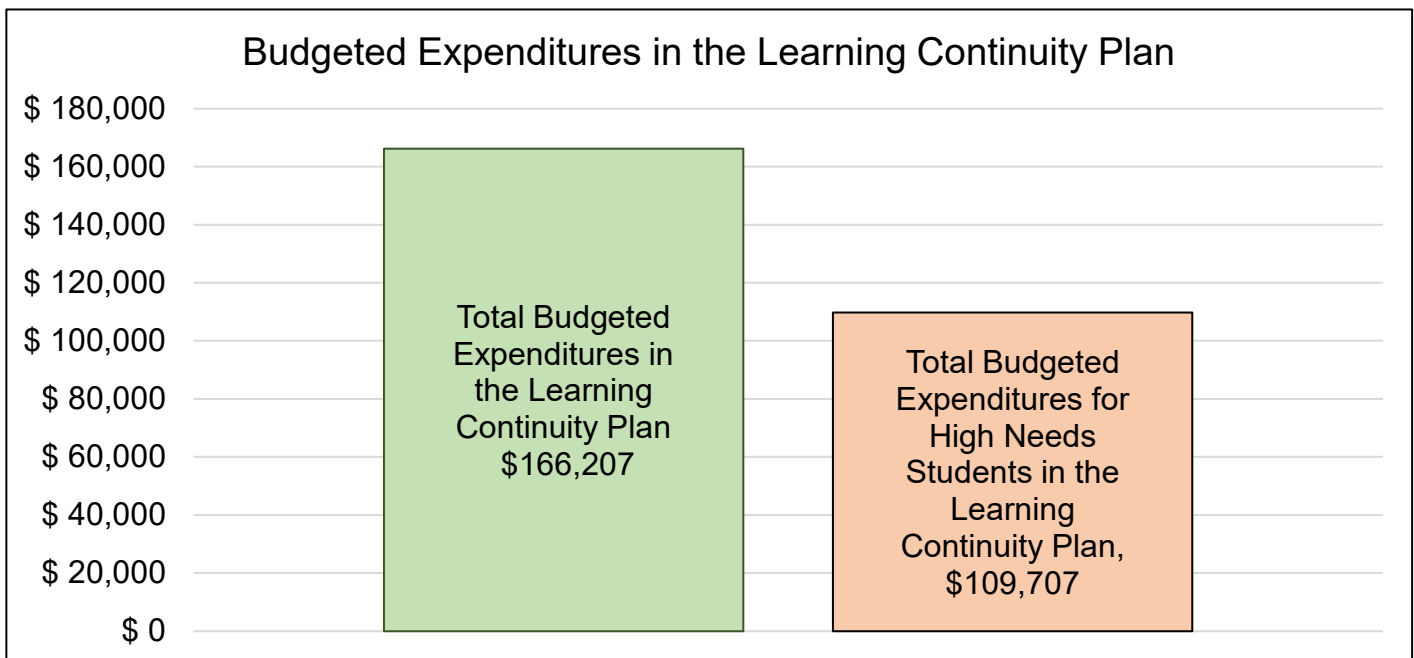 Budgeted Expenditures in the Learning Continuity Plan
$ 180,000
$ 160,000
$ 140,000
$ 120,000
$ 100,000
$ 80,000
$ 60,000
$ 40,000
$ 20,000
$ 0
Total Budgeted
Expenditures in
the Learning
Continuity Plan
$166,207
Total Budgeted
Expenditures for
High Needs
Students in the
Learning
Continuity Plan,
$109,707